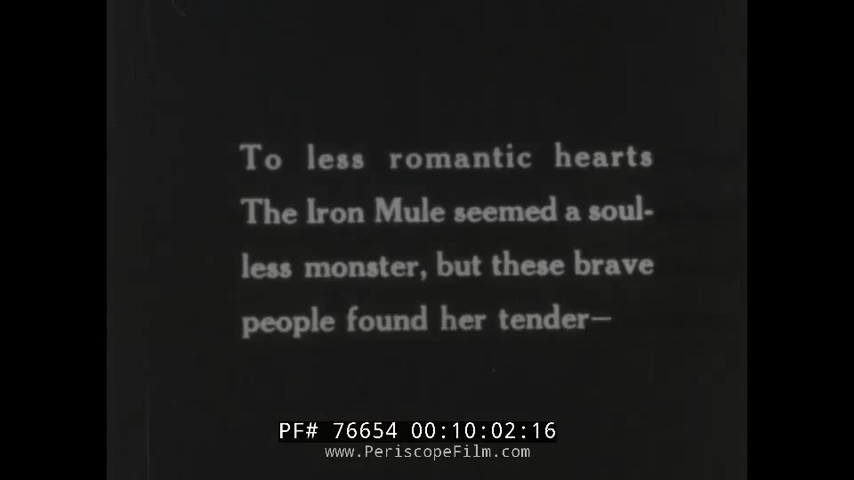 To less romantic hearts
The Iron Mule seemed a soul-
less monster, but these brave
people found her tender—
PF# 76654 00:10:02:16
www.PeriscopeFilm.com